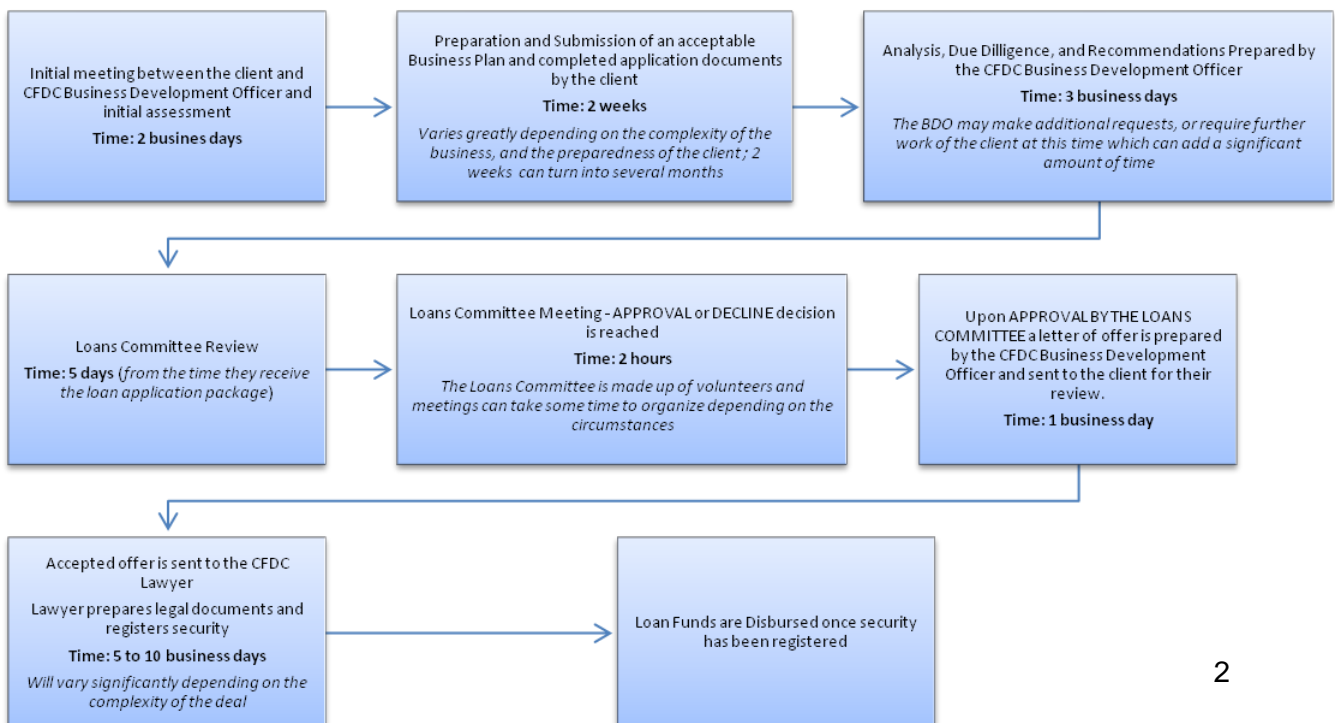 Initial meeting between the client and
CFDC Business Development Officer and
initial assessment
Time: 2 busines days
Preparation and Submission of an acceptable
Business Plan and completed application documents
by the client
Time: 2 weeks
Varies greatly depending on the complexity of the
business, and the preparedness of the client ; 2
weeks can turn into several months
Analysis, Due Dilligence, and Recommendations Prepared by
the CFDC Business Development Officer
Time: 3 business days
The BDO may make additional requests, or require further
work of the client at this time which can add a significant
amount of time
Loans Committee Review
Time: 5 days (from the time they receive
the loan application package)
Loans Committee Meeting - APPROVAL or DECLINE decision
is reached
Time: 2 hours
The Loans Committee is made up of volunteers and
meetings can take some time to organize depending on the
circumstances
Upon APPROVAL BY THE LOANS
COMMITTEE a letter of offer is prepared
by the CFDC Business Development
Officer and sent to the client for their
review.
Time: 1 business day
Accepted offer is sent to the CFDC
Lawyer
Lawyer prepares legal documents and
registers security
Time: 5 to 10 business days
Will vary significantly depending on the
complexity of the deal
Loan Funds are Disbursed once security
has been registered
2